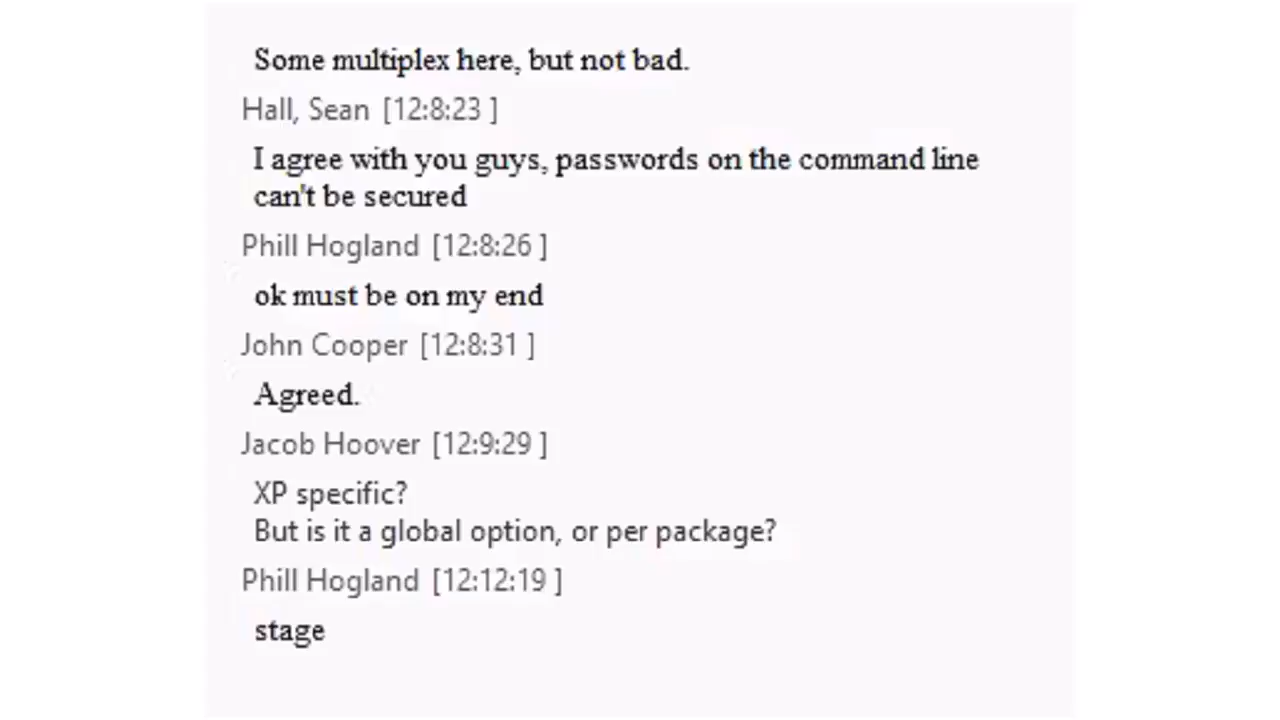 Some multiplex here, but not bad.
Hall, Sean [12:8:23 ]
I agree with you guys, passwords on the command line
can't be secured
Phill Hogland [12:8:26 ]
ok must be on my end
John Cooper [12:8:31 ]
Agreed.
Jacob Hoover [12:9:29 ]
XP specific?
But is it a global option, or per package?
Phill Hogland [12:12:19 ]
stage